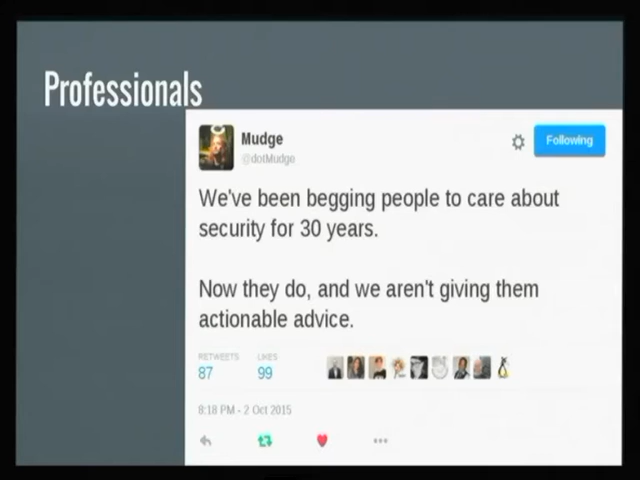 Professionals
Mudge
@dotMudge
Following
We've been begging people to care about
security for 30 years.
Now they do, and we aren't giving them
actionable advice.
RETWEETS
LIKES
87
99
8:18 PM - 2 Oct 2015